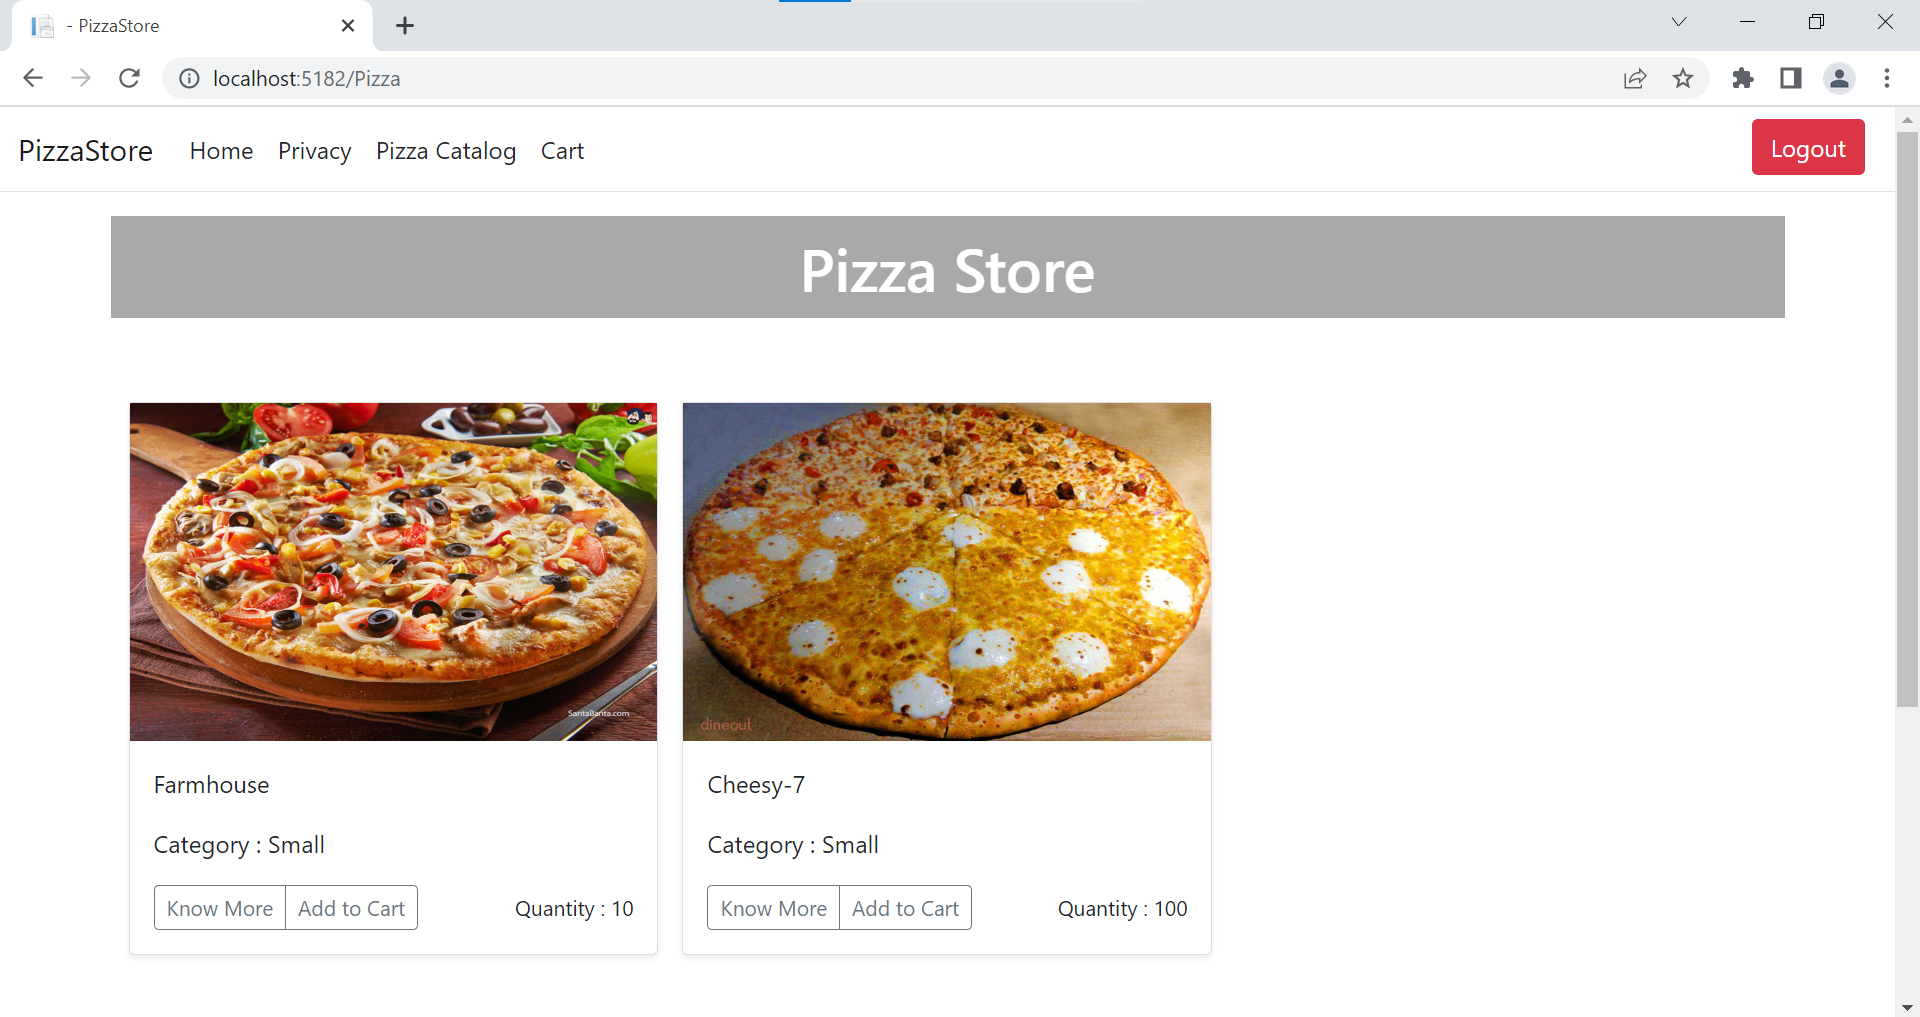 - PizzaStore
localhost:5182/Pizza
PizzaStore Home Privacy Pizza Catalog Cart Logout
Pizza Store
SantaBanta.com
dineout
Farmhouse
Category : Small
Know More Add to Cart Quantity : 10
Cheesy-7
Category : Small
Know More Add to Cart Quantity : 100